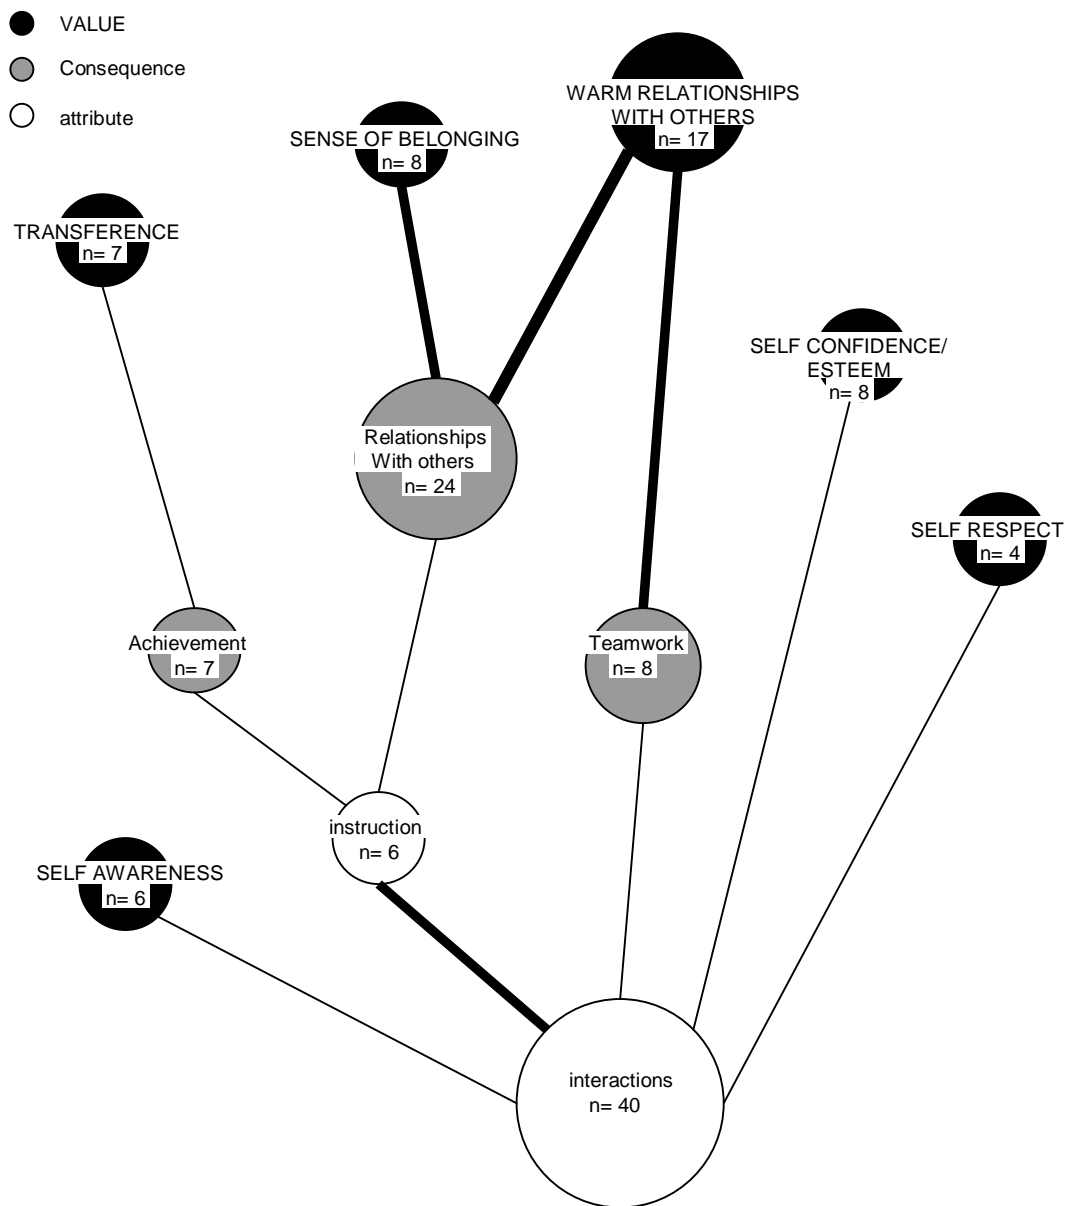 VALUE
Consequence
attribute
WARM RELATIONSHIPS
WITH OTHERS
n= 17
SENSE OF BELONGING
n= 8
TRANSFERENCE
n= 7
SELF CONFIDENCE/
ESTEEM
n= 8
Relationships
With others
n= 24
SELF RESPECT
n= 4
Achievement
n= 7
Teamwork
n= 8
instruction
n= 6
SELF AWARENESS
n= 6
interactions
n= 40